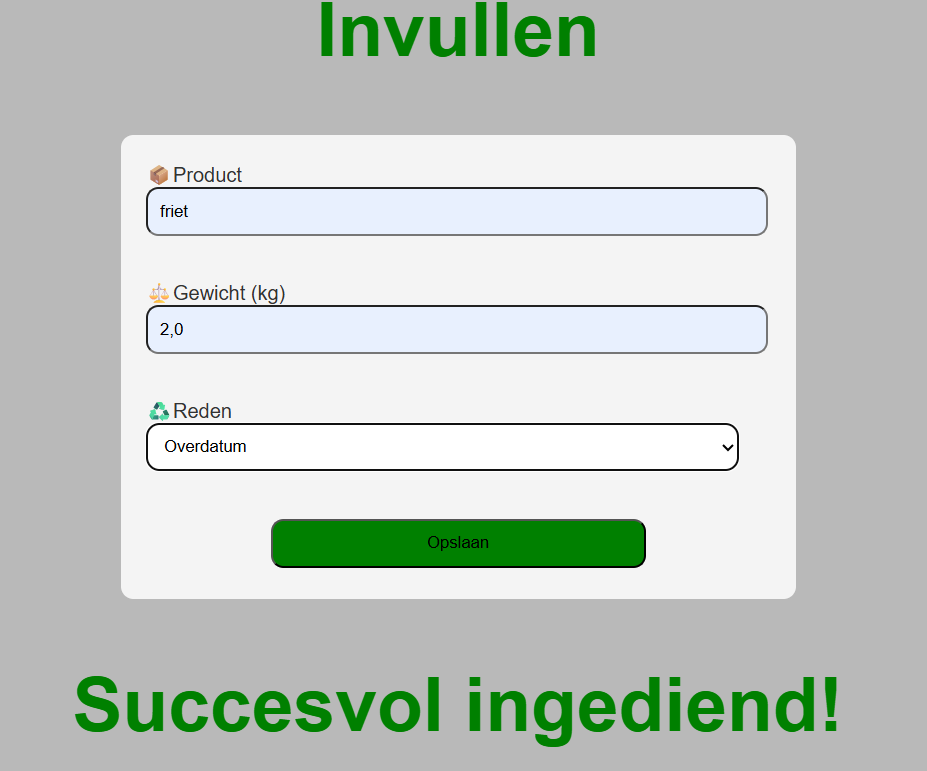 Invullen
📦 Product
friet
⚖️ Gewicht (kg)
2,0
♻️ Reden
Overdatum
Opslaan
Succesvol ingediend!